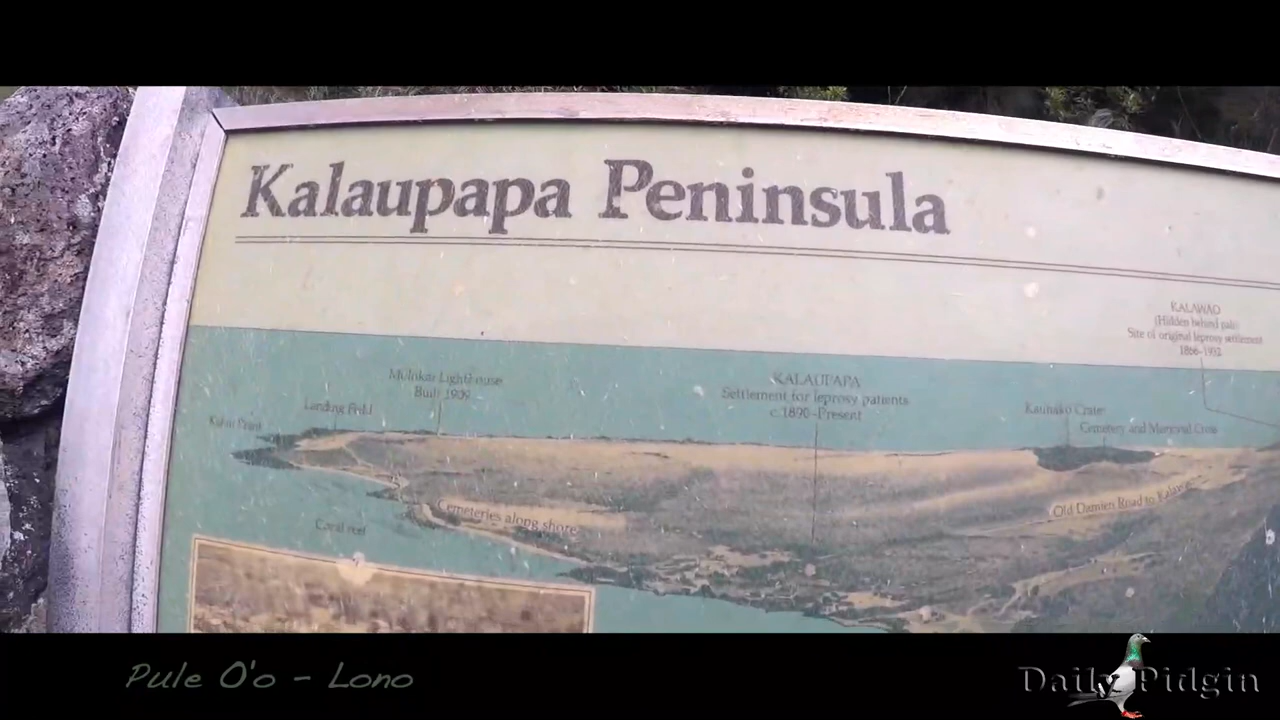 Kalaupapa Peninsula
KALAWAO
(Hidden behind pali)
Site of original leprosy settlement
1866-1932
Molokai Lighthouse
Built 1909
KALAUPAPA
Settlement for leprosy patients
c. 1890-Present
Landing Field
Kahiu Point
Kauhako Crater
Cemetery and Memorial Cross
Cemeteries along shore
Old Damien Road to Kalawao
Coral reef
Pule O'o - Lono
Daily Pidgin